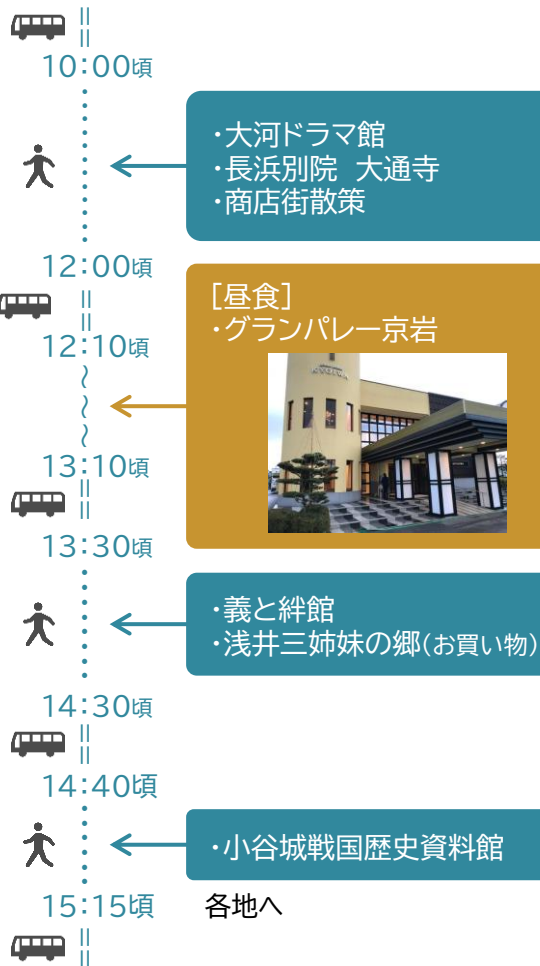 10:00頃
・大河ドラマ館
・長浜別院 大通寺
・商店街散策
12:00頃
[昼食]
・グランパレー京岩
12:10頃
13:10頃
13:30頃
・義と絆館
・浅井三姉妹の郷(お買い物)
14:30頃
14:40頃
・小谷城戦国歴史資料館
15:15頃 各地へ